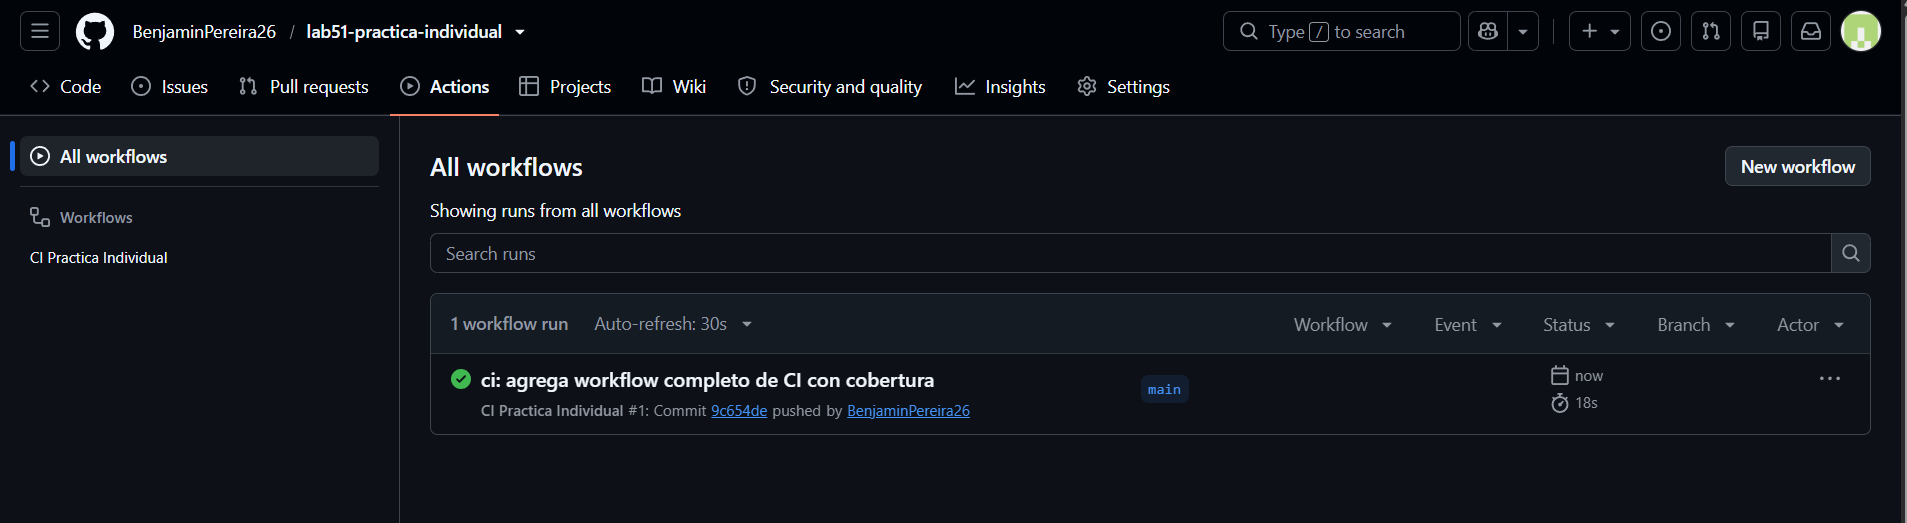 BenjaminPereira26 / lab51-practica-individual
Type / to search
Code Issues Pull requests Actions Projects Wiki Security and quality Insights Settings
All workflows
Workflows
CI Practica Individual
All workflows
New workflow
Showing runs from all workflows
Search runs
1 workflow run Auto-refresh: 30s Workflow Event Status Branch Actor
ci: agrega workflow completo de CI con cobertura
CI Practica Individual #1: Commit 9c654de pushed by BenjaminPereira26
main
now
18s